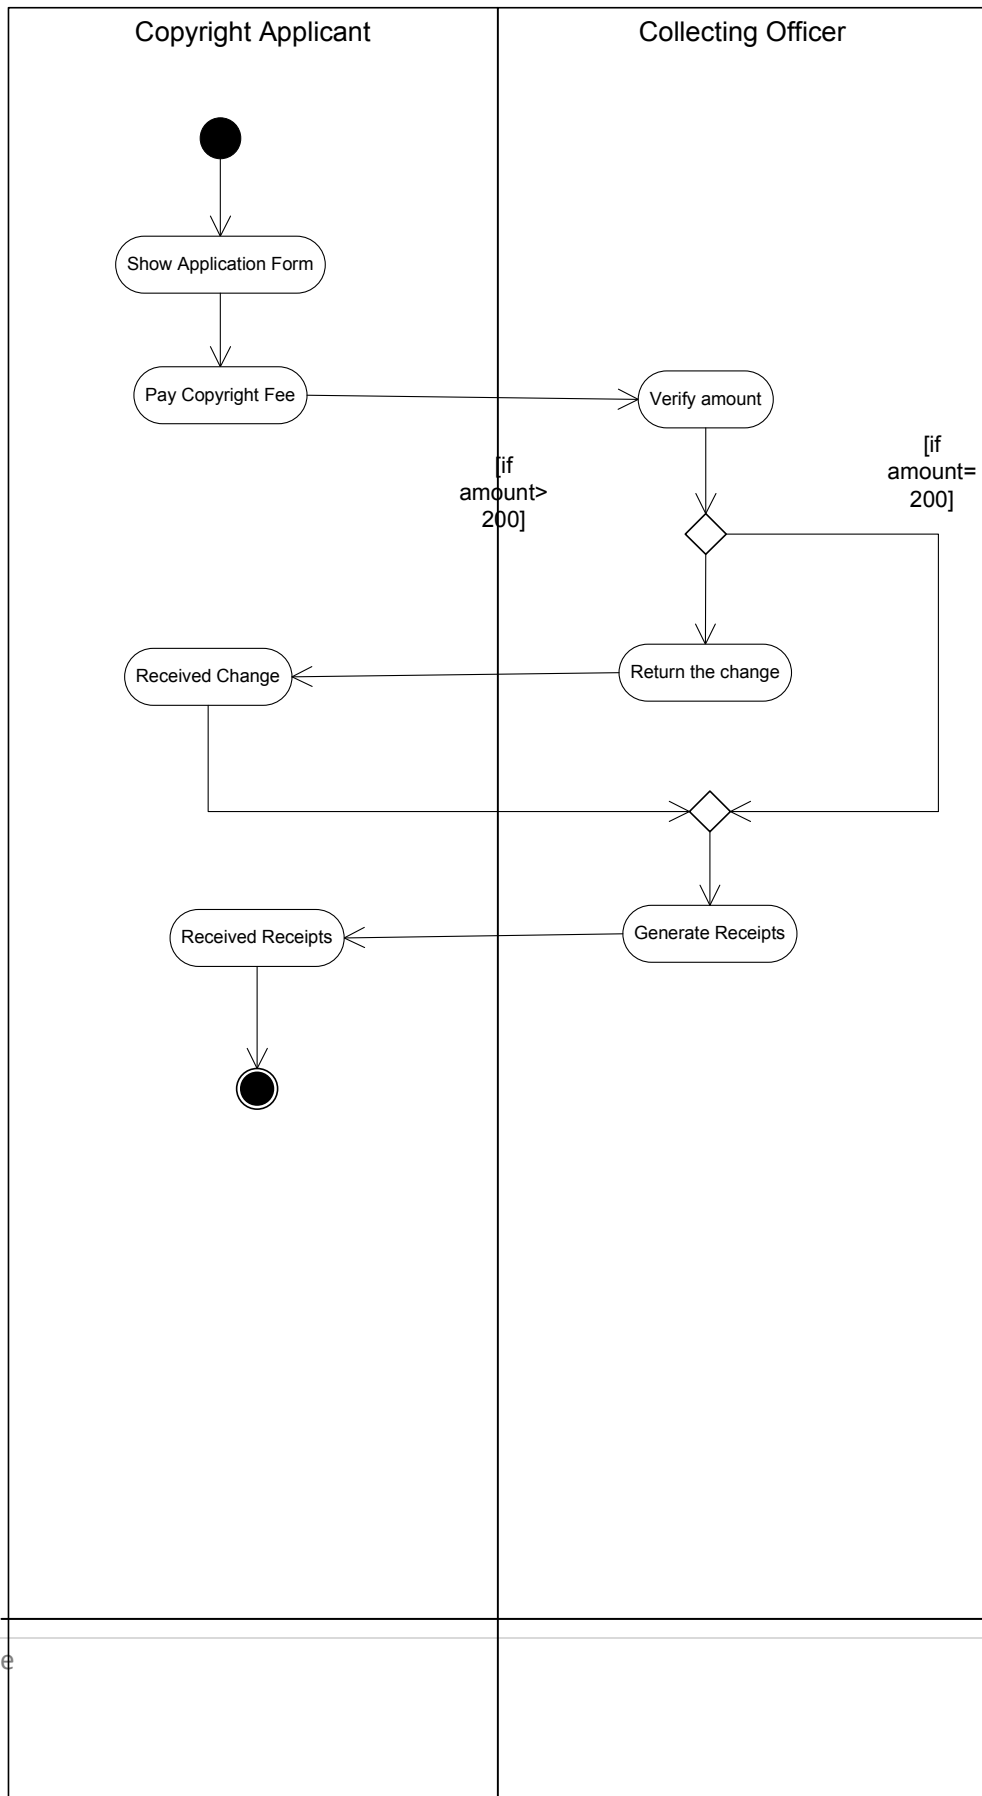 Copyright Applicant
Collecting Officer
Show Application Form
Pay Copyright Fee
Verify amount
[if
amount>
200]
[if
amount=
200]
Received Change
Return the change
Received Receipts
Generate Receipts
e